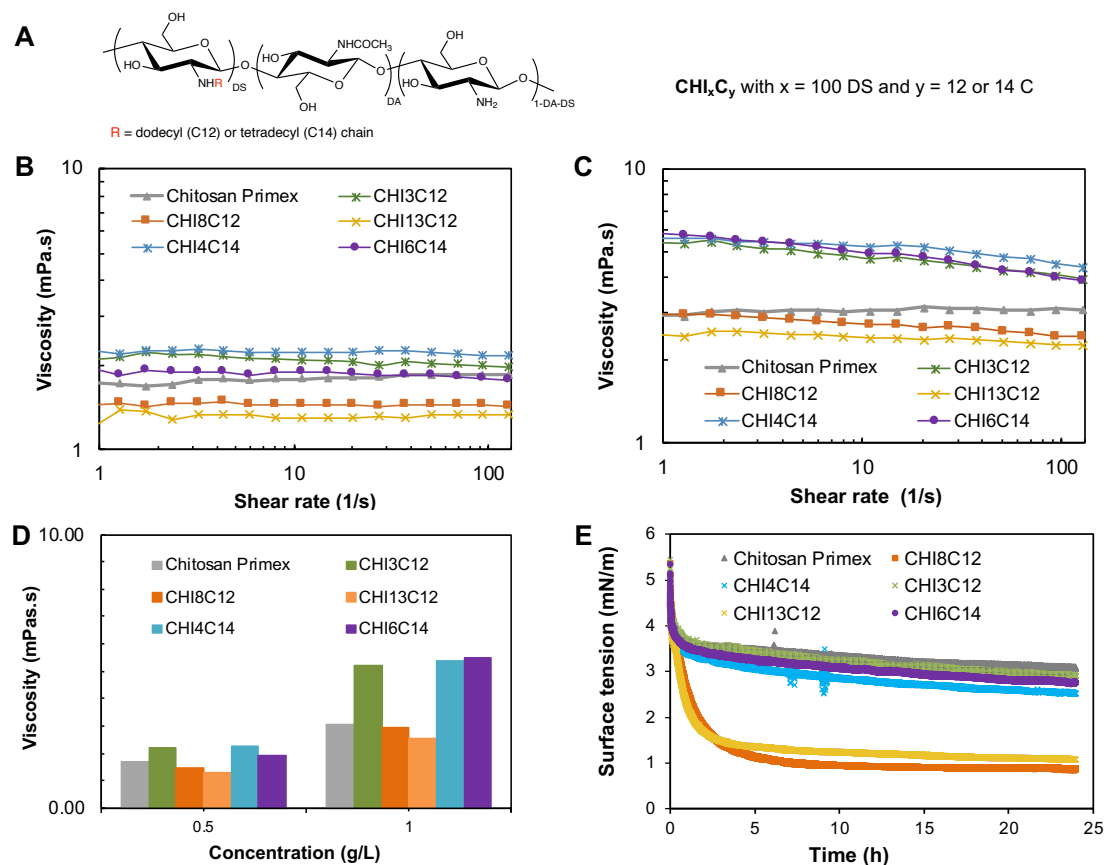 A
OH
O
HO
NHR
DS
O
NHCOCH3
HO
O
OH
DA
O
OH
O
HO
NH2
O
1-DA-DS
CHIxCy with x = 100 DS and y = 12 or 14 C
R = dodecyl (C12) or tetradecyl (C14) chain
B
Viscosity (mPa.s)
10
1
Chitosan Primex
CHI3C12
CHI8C12
CHI13C12
CHI4C14
CHI6C14
1
10
100
Shear rate (1/s)
C
Viscosity (mPa.s)
10
1
Chitosan Primex
CHI3C12
CHI8C12
CHI13C12
CHI4C14
CHI6C14
1
10
100
Shear rate (1/s)
D
Viscosity (mPas.s)
10.00
0.00
Chitosan Primex
CHI3C12
CHI8C12
CHI13C12
CHI4C14
CHI6C14
0.5
1
Concentration (g/L)
E
Surface tension (mN/m)
6
5
4
3
2
1
0
Chitosan Primex
CHI8C12
CHI4C14
CHI3C12
CHI13C12
CHI6C14
0
5
10
15
20
25
Time (h)